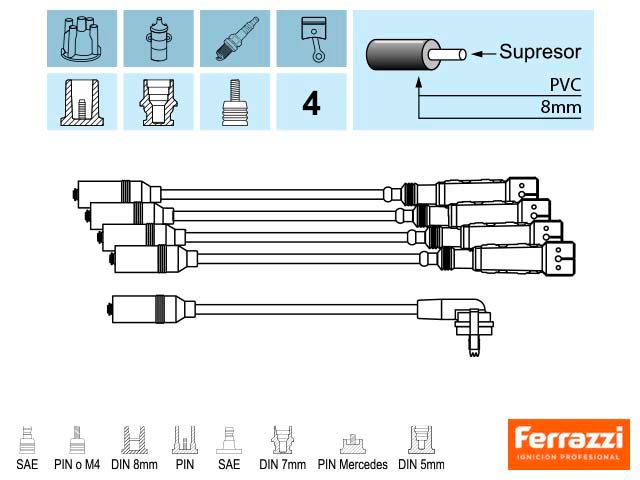 Supresor
PVC
4
8mm
SAE PIN o M4 DIN 8mm PIN SAE DIN 7mm PIN Mercedes DIN 5mm
Ferrazzi
IGNICION PROFESIONAL